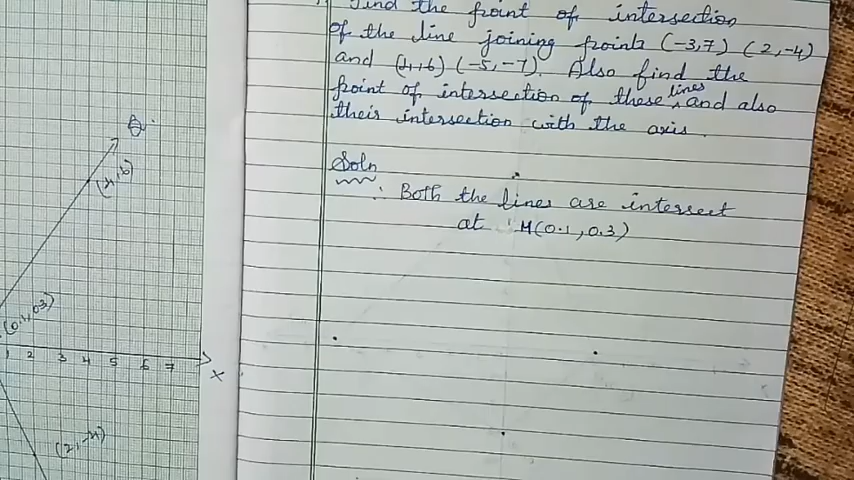 Find the point of intersection
of the line joining points (-3,7) (2,-4)
and (4,6) (-5,-7). Also find the
point of intersection of these lines and also
their intersection with the axis.
Soln
∴ Both the lines are intersect
at M(0.1, 0.3)
Q
(4,6)
(0.1, 0.3)
1 2 3 4 5 6 7
X
(2,-4)